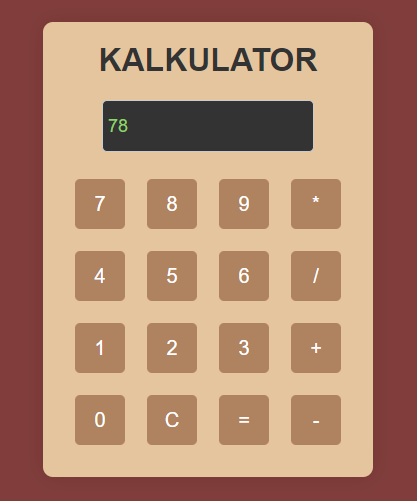 KALKULATOR
78
7 8 9 *
4 5 6 /
1 2 3 +
0 C = -